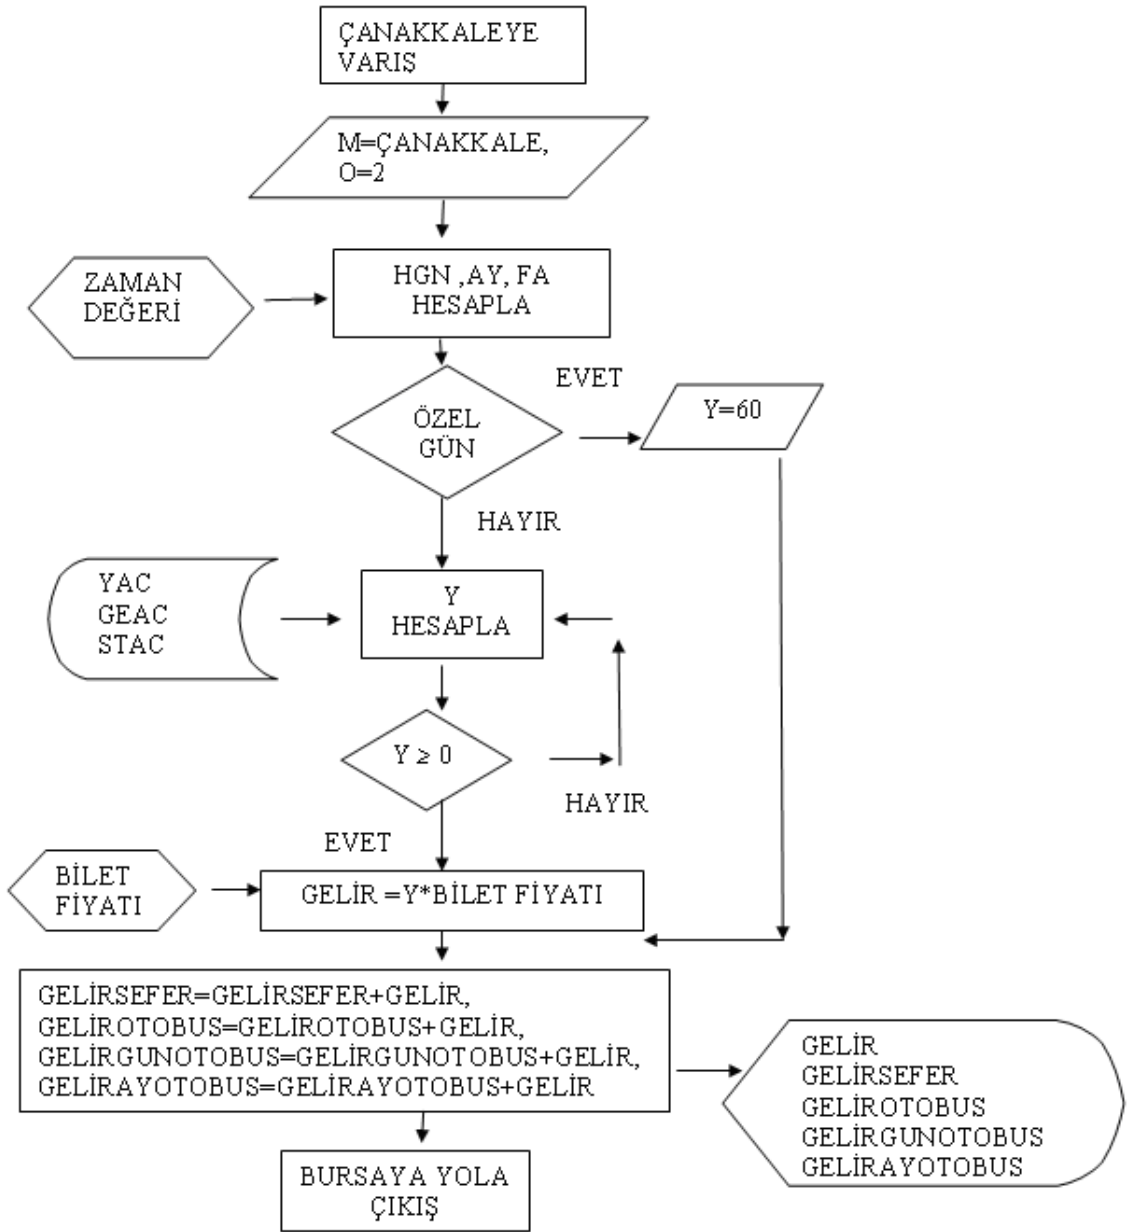 ÇANAKKALEYE
VARIŞ
M=ÇANAKKALE,
O=2
ZAMAN
DEĞERİ
HGN ,AY, FA
HESAPLA
EVET
ÖZEL
GÜN
Y=60
HAYIR
YAC
GEAC
STAC
Y
HESAPLA
Y ≥ 0
HAYIR
EVET
BİLET
FİYATI
GELİR =Y*BİLET FİYATI
GELİRSEFER=GELİRSEFER+GELİR,
GELİROTOBUS=GELİROTOBUS+GELİR,
GELİRGUNOTOBUS=GELİRGUNOTOBUS+GELİR,
GELİRAYOTOBUS=GELİRAYOTOBUS+GELİR
GELİR
GELİRSEFER
GELİROTOBUS
GELİRGUNOTOBUS
GELİRAYOTOBUS
BURSAYA YOLA
ÇIKIŞ